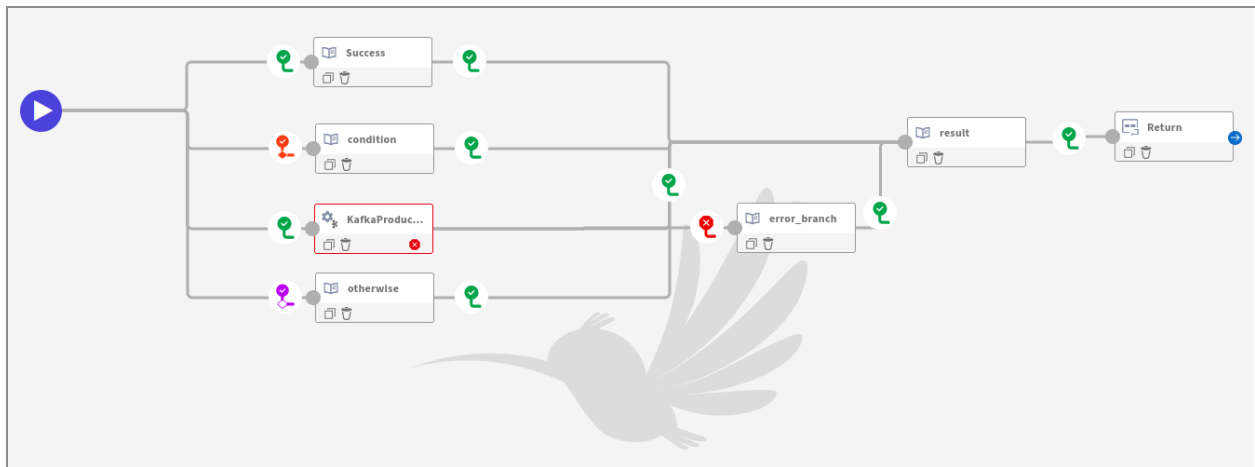 Success
condition
result
Return
KafkaProduc...
error_branch
otherwise